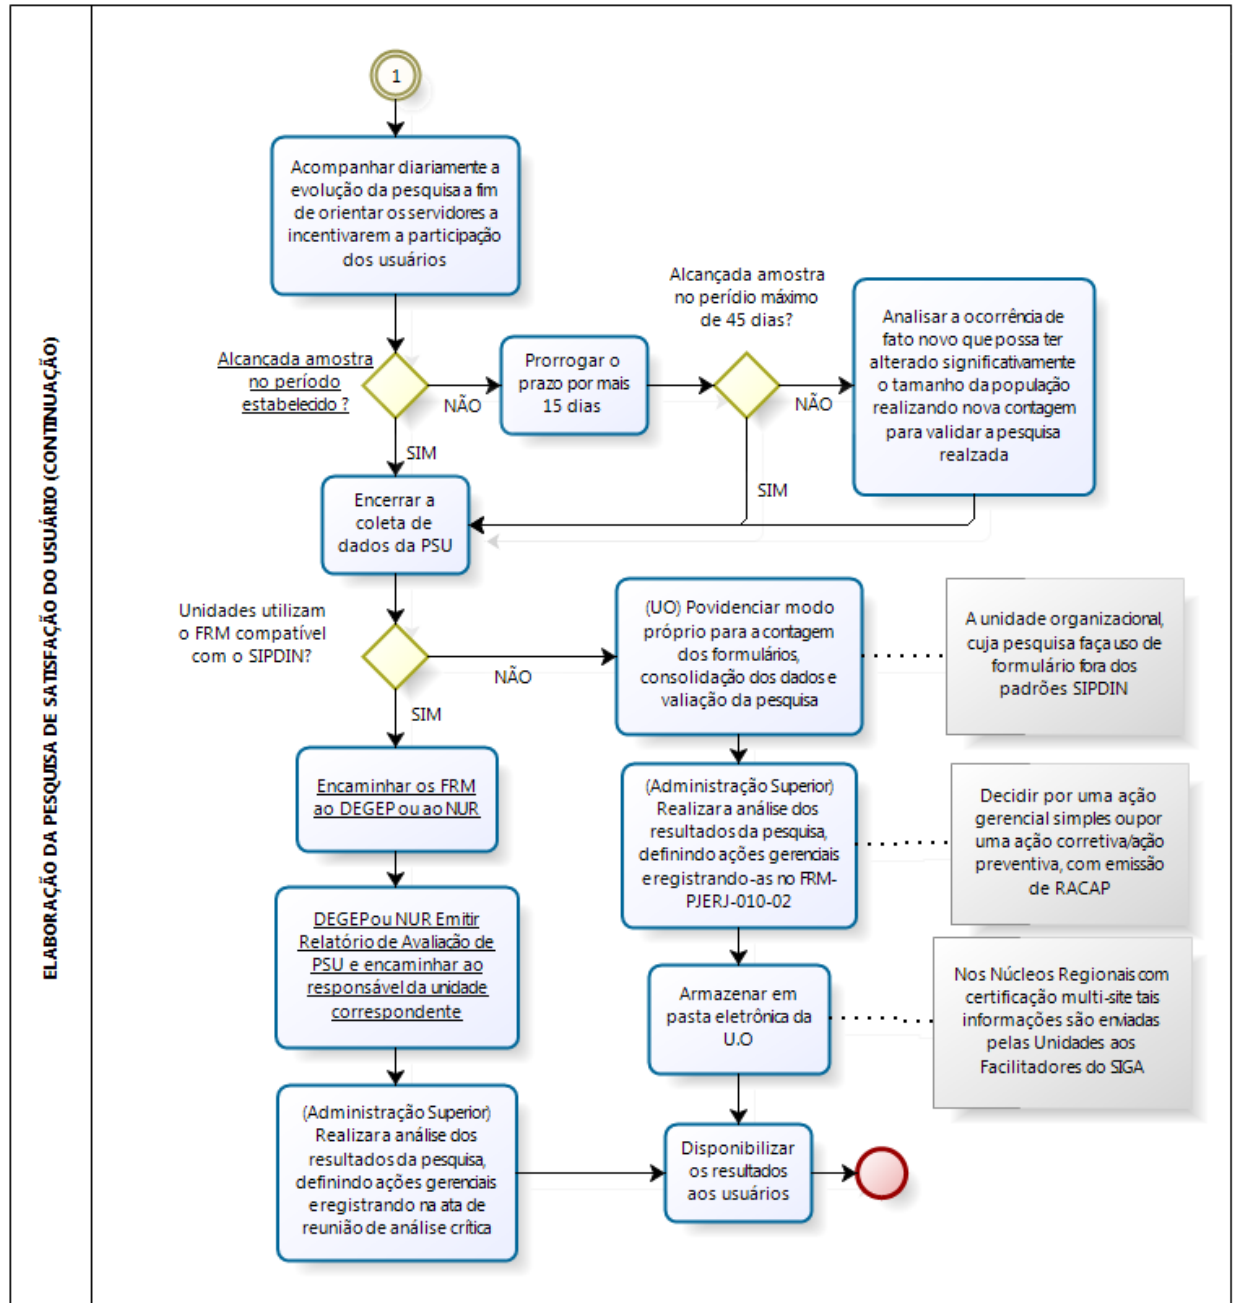 ELABORAÇÃO DA PESQUISA DE SATISFAÇÃO DO USUÁRIO (CONTINUAÇÃO)
1
Acompanhar diariamente a
evolução da pesquisa a fim
de orientar os servidores a
incentivarem a participação
dos usuários
Alcançada amostra
no período
estabelecido ?
NÃO
SIM
Prorrogar o
prazo por mais
15 dias
Alcançada amostra
no perídio máximo
de 45 dias?
NÃO
SIM
Analisar a ocorrência de
fato novo que possa ter
alterado significativamente
o tamanho da população
realizando nova contagem
para validar a pesquisa
realzada
Encerrar a
coleta de
dados da PSU
Unidades utilizam
o FRM compatível
com o SIPDIN?
NÃO
SIM
(UO) Povidenciar modo
próprio para a contagem
dos formulários,
consolidação dos dados e
valiação da pesquisa
A unidade organizacional,
cuja pesquisa faça uso de
formulário fora dos
padrões SIPDIN
Encaminhar os FRM
ao DEGEP ou ao NUR
(Administração Superior)
Realizar a análise dos
resultados da pesquisa,
definindo ações gerenciais
e registrando-as no FRM-
PJERJ-010-02
Decidir por uma ação
gerencial simples ou por
uma ação corretiva/ação
preventiva, com emissão
de RACAP
DEGEP ou NUR Emitir
Relatório de Avaliação de
PSU e encaminhar ao
responsável da unidade
correspondente
Armazenar em
pasta eletrônica da
U.O
Nos Núcleos Regionais com
certificação multi-site tais
informações são enviadas
pelas Unidades aos
Facilitadores do SIGA
(Administração Superior)
Realizar a análise dos
resultados da pesquisa,
definindo ações gerenciais
e registrando na ata de
reunião de análise crítica
Disponibilizar
os resultados
aos usuários